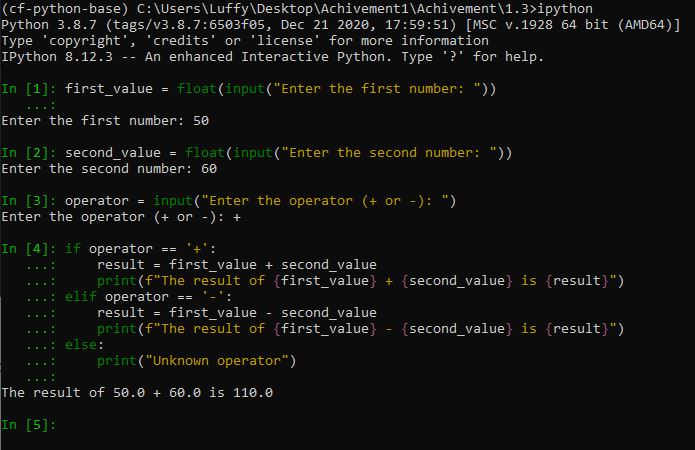 (cf-python-base) C:\Users\Luffy\Desktop\Achivement1\Achivement\1.3>ipython
Python 3.8.7 (tags/v3.8.7:6503f05, Dec 21 2020, 17:59:51) [MSC v.1928 64 bit (AMD64)]
Type 'copyright', 'credits' or 'license' for more information
IPython 8.12.3 -- An enhanced Interactive Python. Type '?' for help.

In [1]: first_value = float(input("Enter the first number: "))
   ...:
Enter the first number: 50

In [2]: second_value = float(input("Enter the second number: "))
Enter the second number: 60

In [3]: operator = input("Enter the operator (+ or -): ")
Enter the operator (+ or -): +

In [4]: if operator == '+':
   ...:     result = first_value + second_value
   ...:     print(f"The result of {first_value} + {second_value} is {result}")
   ...: elif operator == '-':
   ...:     result = first_value - second_value
   ...:     print(f"The result of {first_value} - {second_value} is {result}")
   ...: else:
   ...:     print("Unknown operator")
   ...:
The result of 50.0 + 60.0 is 110.0

In [5]: